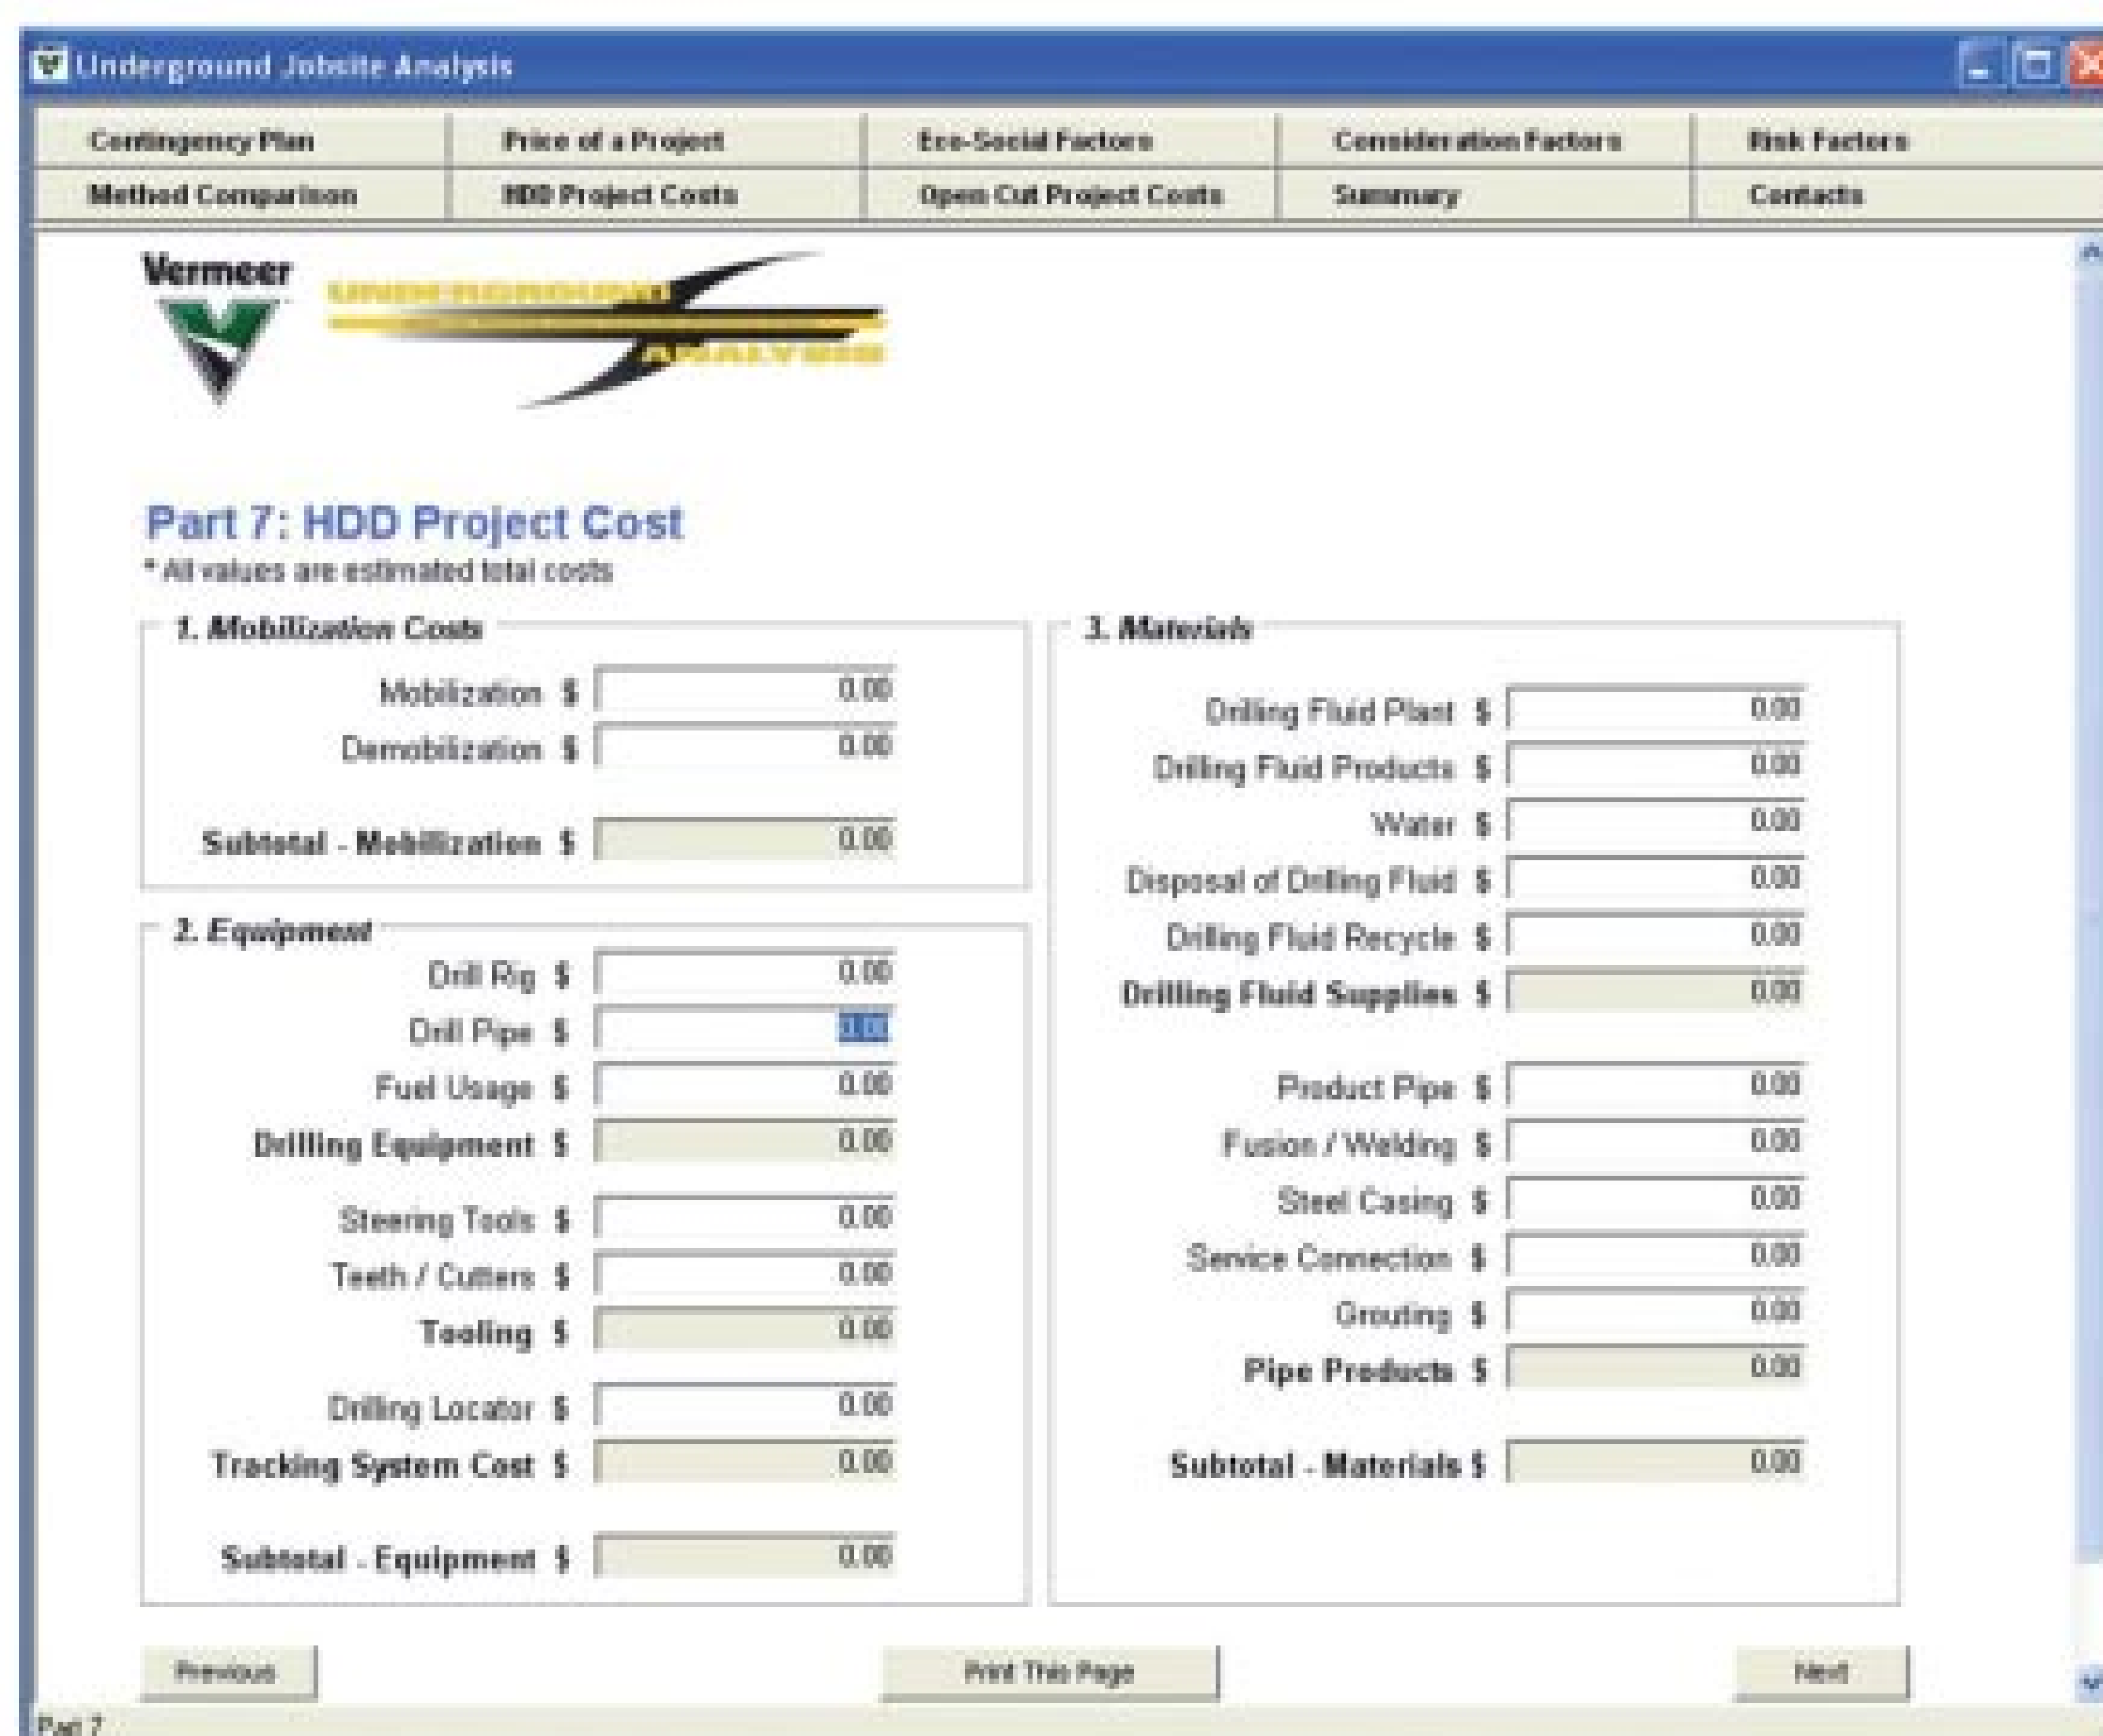 Underground Jobsite Analysis
Contingency Plan Price of a Project Eco-Social Factors Consideration Factors Risk Factors
Method Comparison HDD Project Costs Open Cut Project Costs Summary Contacts
Vermeer
UNDERGROUND
ANALYSIS
Part 7: HDD Project Cost
* All values are estimated total costs
1. Mobilization Costs
Mobilization $ 0.00
Demobilization $ 0.00
Subtotal - Mobillization $ 0.00
2. Equipment
Drill Rig $ 0.00
Drill Pipe $ 0.00
Fuel Usage $ 0.00
Drilling Equipment $ 0.00
Steering Tools $ 0.00
Teeth / Cutters $ 0.00
Tooling $ 0.00
Drilling Locator $ 0.00
Tracking System Cost $ 0.00
Subtotal - Equipment $ 0.00
3. Materials
Drilling Fluid Plant $ 0.00
Drilling Fluid Products $ 0.00
Water $ 0.00
Disposal of Drilling Fluid $ 0.00
Drilling Fluid Recycle $ 0.00
Drilling Fluid Supplies $ 0.00
Product Pipe $ 0.00
Fusion / Welding $ 0.00
Steel Casing $ 0.00
Service Connection $ 0.00
Grouting $ 0.00
Pipe Products $ 0.00
Subtotal - Materials $ 0.00
Previous Print This Page Next
Part 7